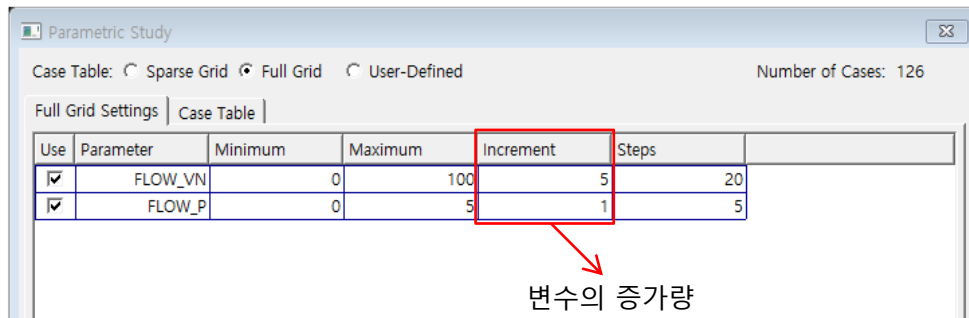 Parametric Study
Case Table: Sparse Grid Full Grid User-Defined Number of Cases: 126
Full Grid Settings Case Table
Use Parameter Minimum Maximum Increment Steps
FLOW_VN 0 100 5 20
FLOW_P 0 5 1 5
변수의 증가량